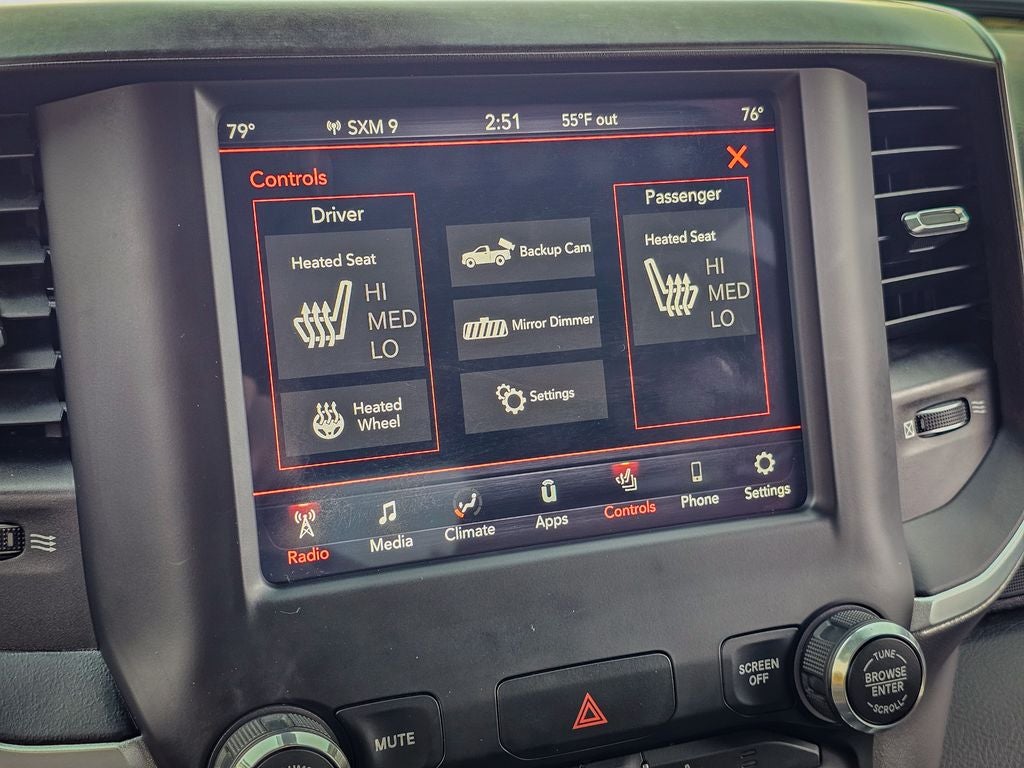 79° SXM 9 2:51 55°F out 76°
Controls
Driver
Heated Seat
HI
MED
LO
Heated
Wheel
Backup Cam
Mirror Dimmer
Settings
Passenger
Heated Seat
HI
MED
LO
Radio Media Climate Apps Controls Phone Settings
MUTE
SCREEN
OFF
TUNE
BROWSE
ENTER
SCROLL